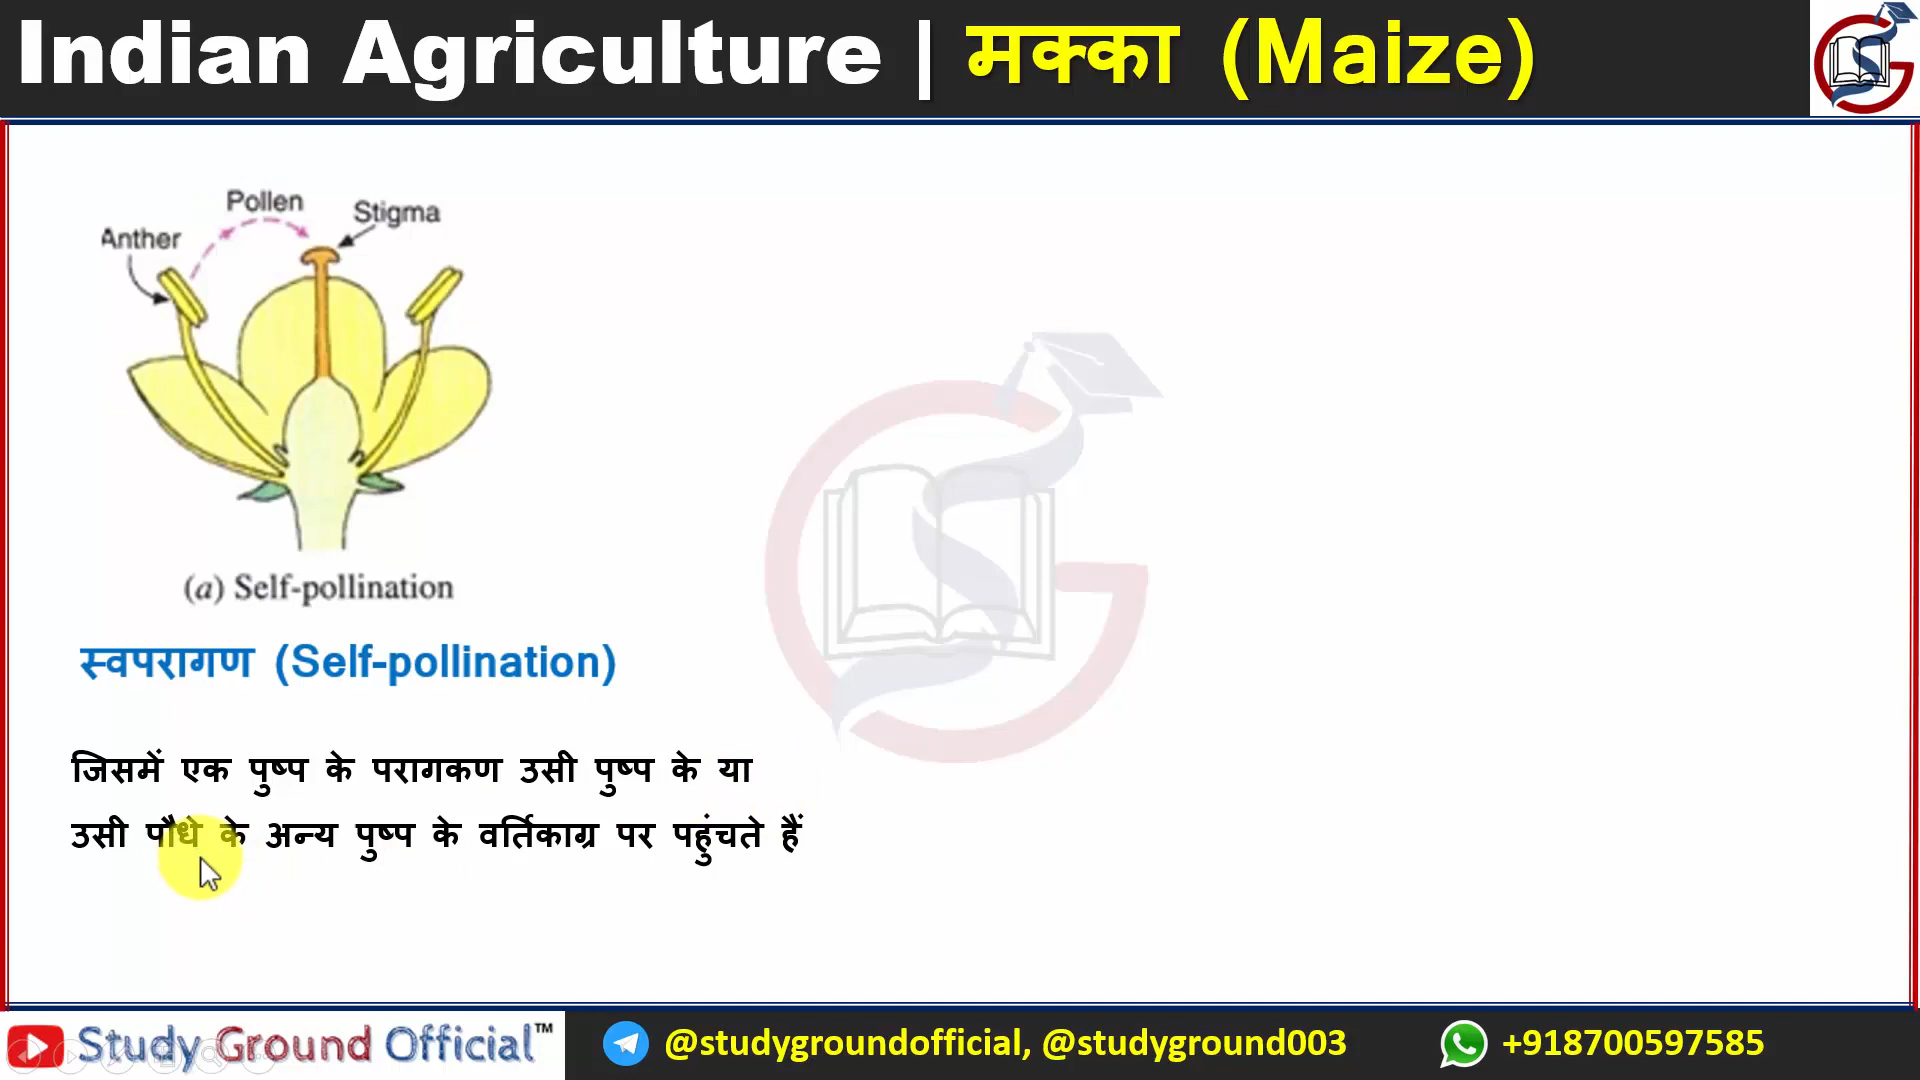 Indian Agriculture | मक्का (Maize)
Pollen
Stigma
Anther
(a) Self-pollination
स्वपरागण (Self-pollination)
जिसमें एक पुष्प के परागकण उसी पुष्प के या
उसी पौधे के अन्य पुष्प के वर्तिकाग्र पर पहुंचते हैं
Study Ground Official™
@studygroundofficial, @studyground003
+918700597585